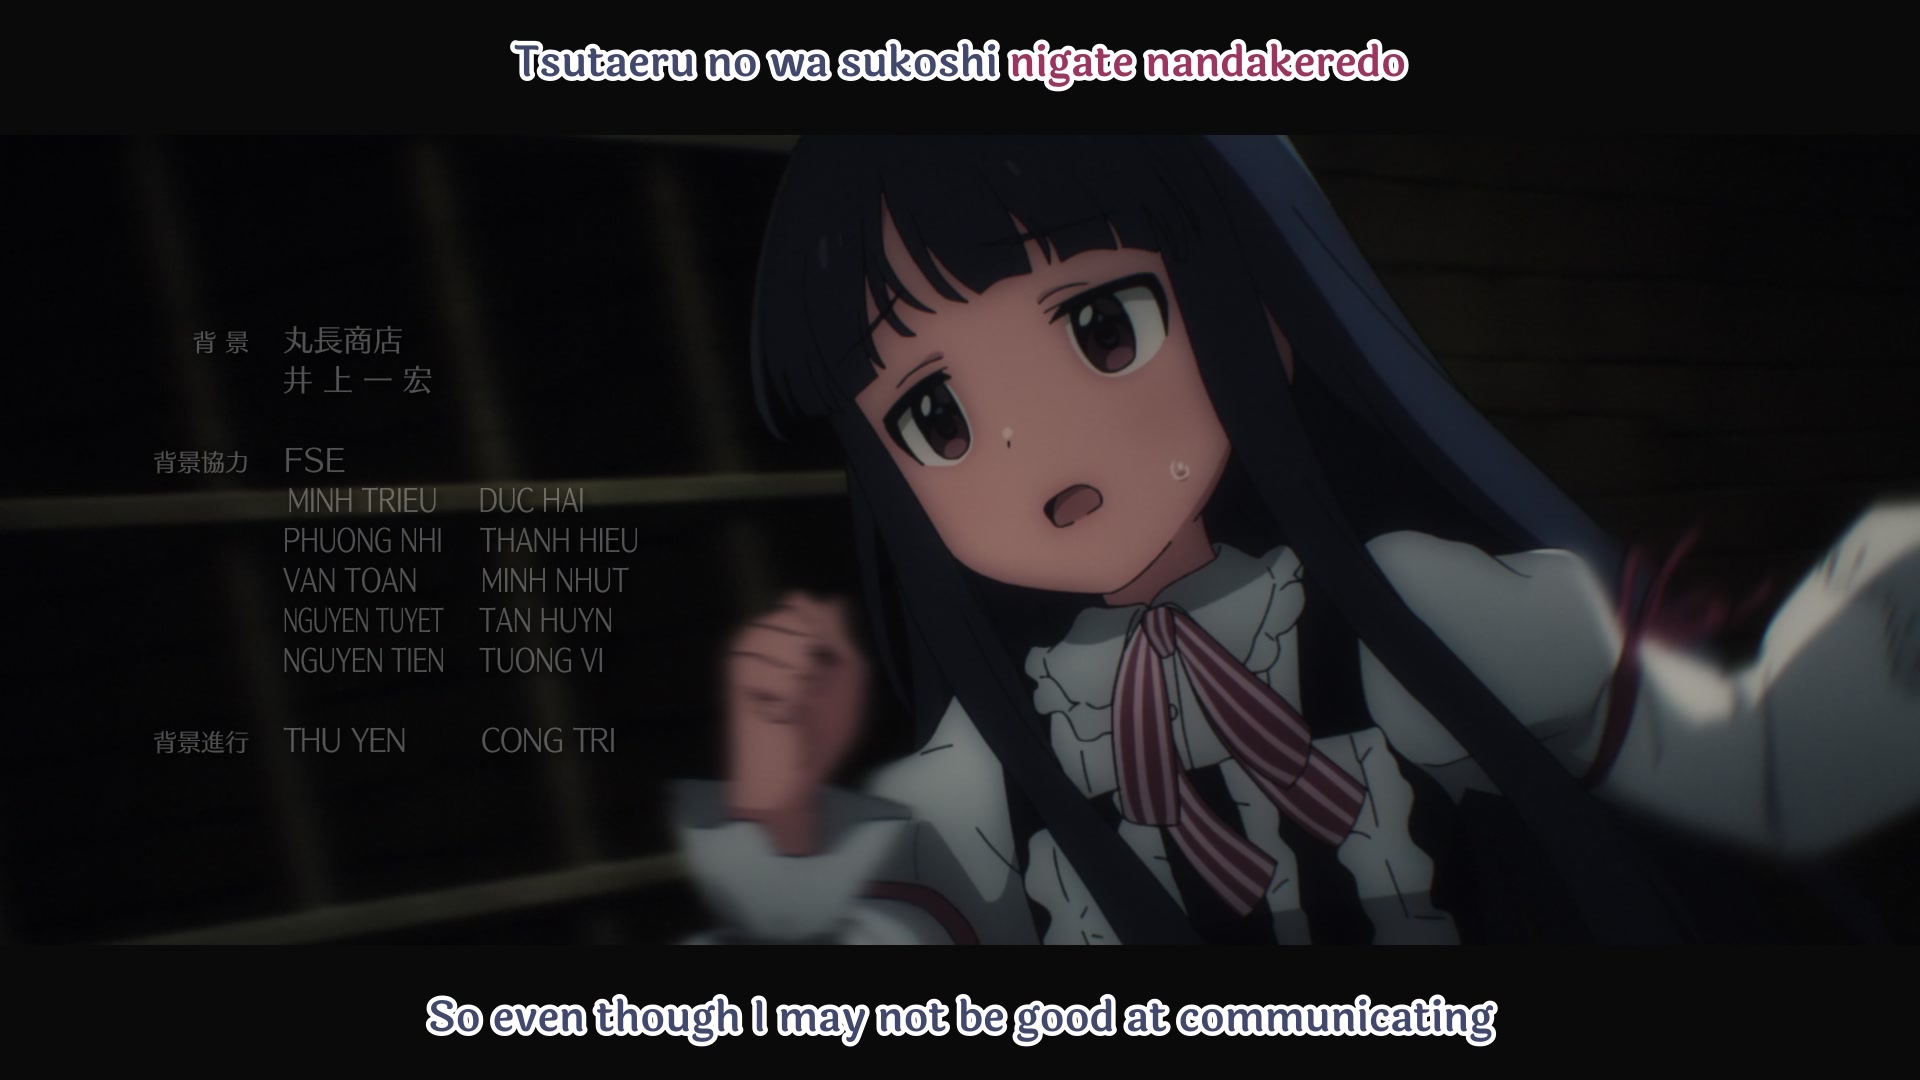 Tsutaeru no wa sukoshi nigate nandakeredo
背景 丸長商店
井上一宏
背景協力 FSE
MINH TRIEU DUC HAI
PHUONG NHI THANH HIEU
VAN TOAN MINH NHUT
NGUYEN TUYET TAN HUYN
NGUYEN TIEN TUONG VI
背景進行 THU YEN CONG TRI
So even though I may not be good at communicating